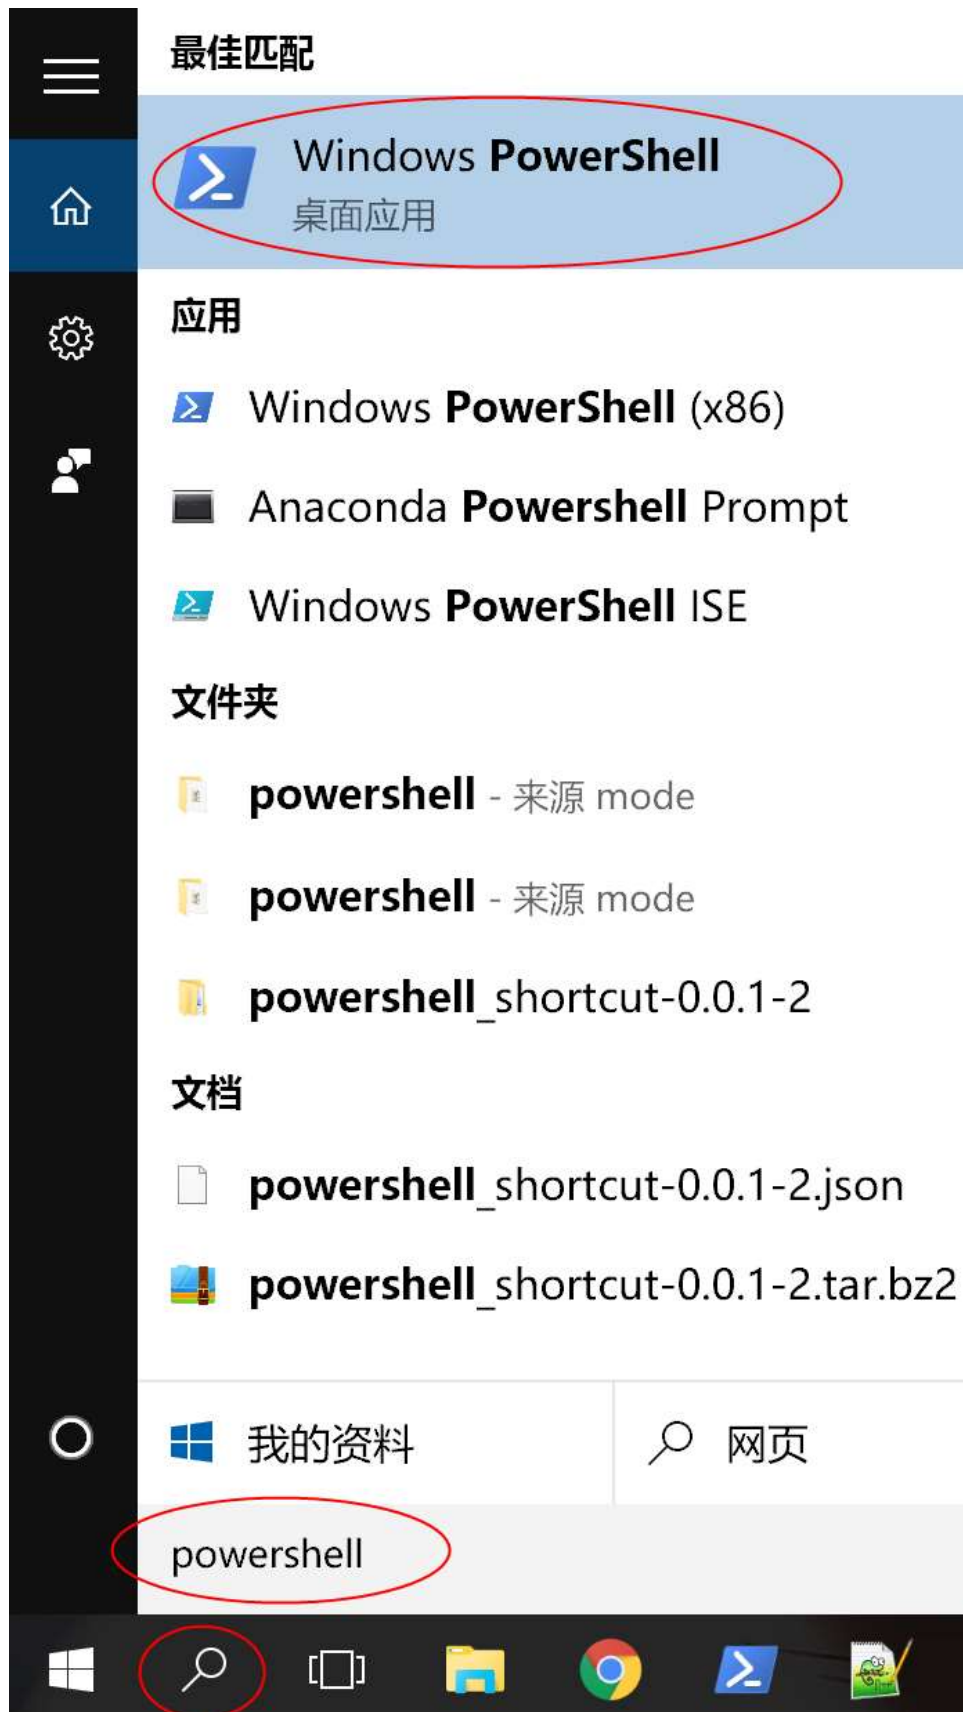 最佳匹配
Windows PowerShell
桌面应用
应用
Windows PowerShell (x86)
Anaconda Powershell Prompt
Windows PowerShell ISE
文件夹
powershell - 来源 mode
powershell - 来源 mode
powershell_shortcut-0.0.1-2
文档
powershell_shortcut-0.0.1-2.json
powershell_shortcut-0.0.1-2.tar.bz2
我的资料
网页
powershell